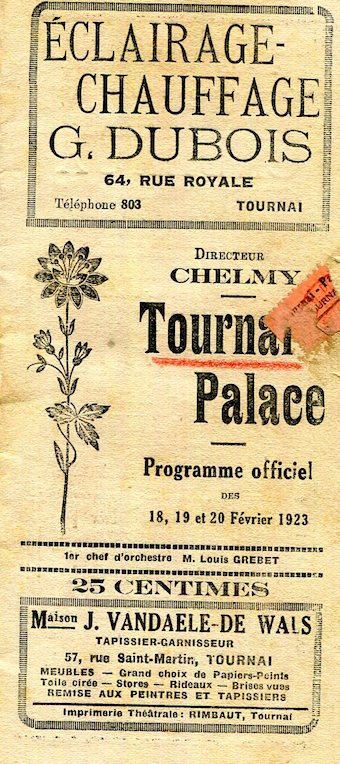 ÉCLAIRAGE-
CHAUFFAGE
G. DUBOIS
64, RUE ROYALE
Téléphone 803 TOURNAI
DIRECTEUR
CHELMY
Tournai
Palace
Programme officiel
DES
18, 19 et 20 Février 1923
1er chef d'orchestre M. Louis GREBET
25 CENTIMES
Maison J. VANDAELE-DE WALS
TAPISSIER-GARNISSEUR
57, rue Saint-Martin, TOURNAI
MEUBLES — Grand choix de Papiers-Peints
Toile cirée — Stores — Rideaux — Brises vues
REMISE AUX PEINTRES ET TAPISSIERS
Imprimerie Théâtrale : RIMBAUT, Tournai